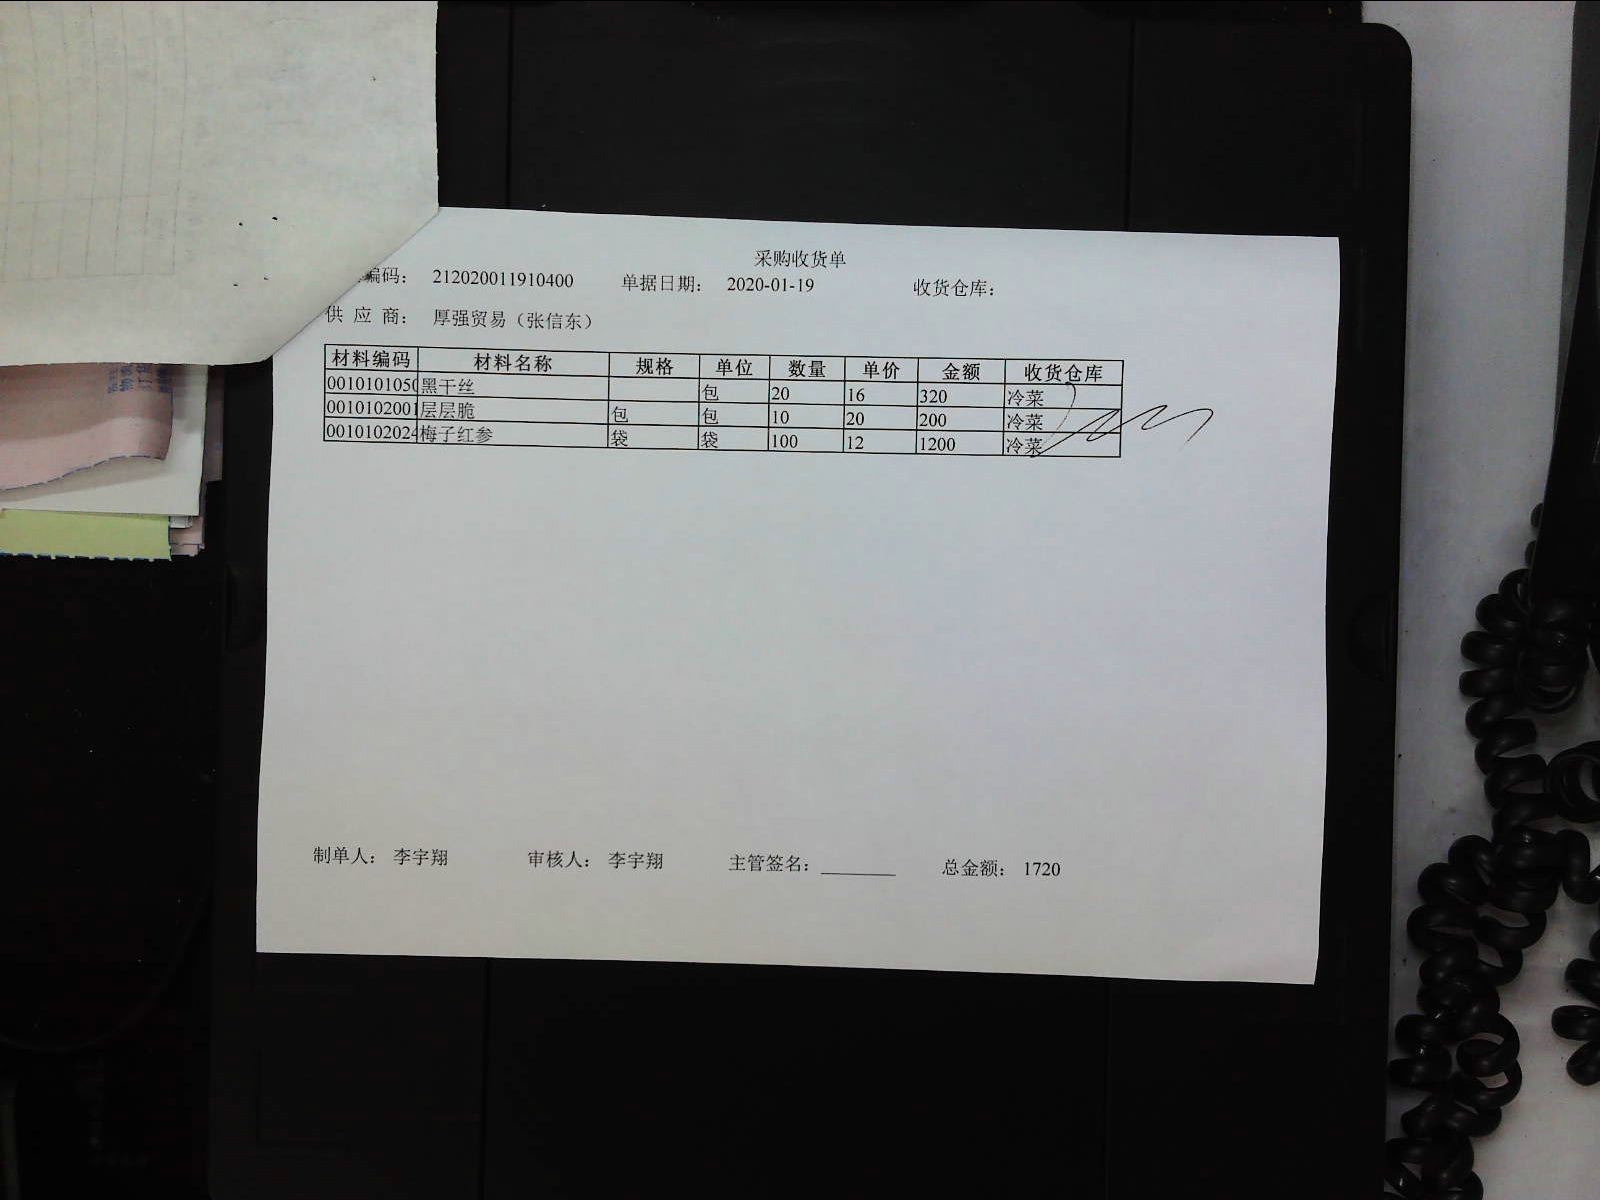 采购收货单
编码： 212020011910400 单据日期： 2020-01-19 收货仓库：
供 应 商： 厚强贸易（张信东）
材料编码 材料名称 规格 单位 数量 单价 金额 收货仓库
0010101050 黑干丝 包 20 16 320 冷菜
0010102001 层层脆 包 包 10 20 200 冷菜
0010102024 梅子红参 袋 袋 100 12 1200 冷菜
制单人： 李宇翔 审核人： 李宇翔 主管签名： 总金额： 1720